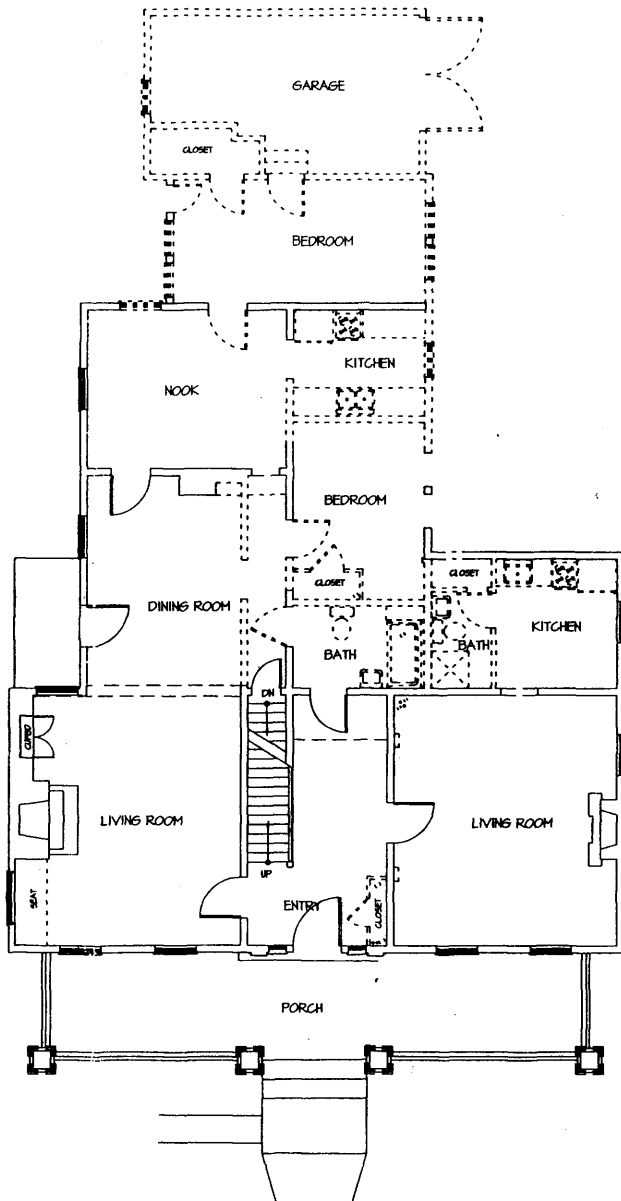 GARAGE
CLOSET
BEDROOM
KITCHEN
NOOK
BEDROOM
CLOSET
CLOSET
DINING ROOM
KITCHEN
BATH
BATH
DN
CUPBD
LIVING ROOM
LIVING ROOM
UP
SEAT
ENTRY
CLOSET
PORCH